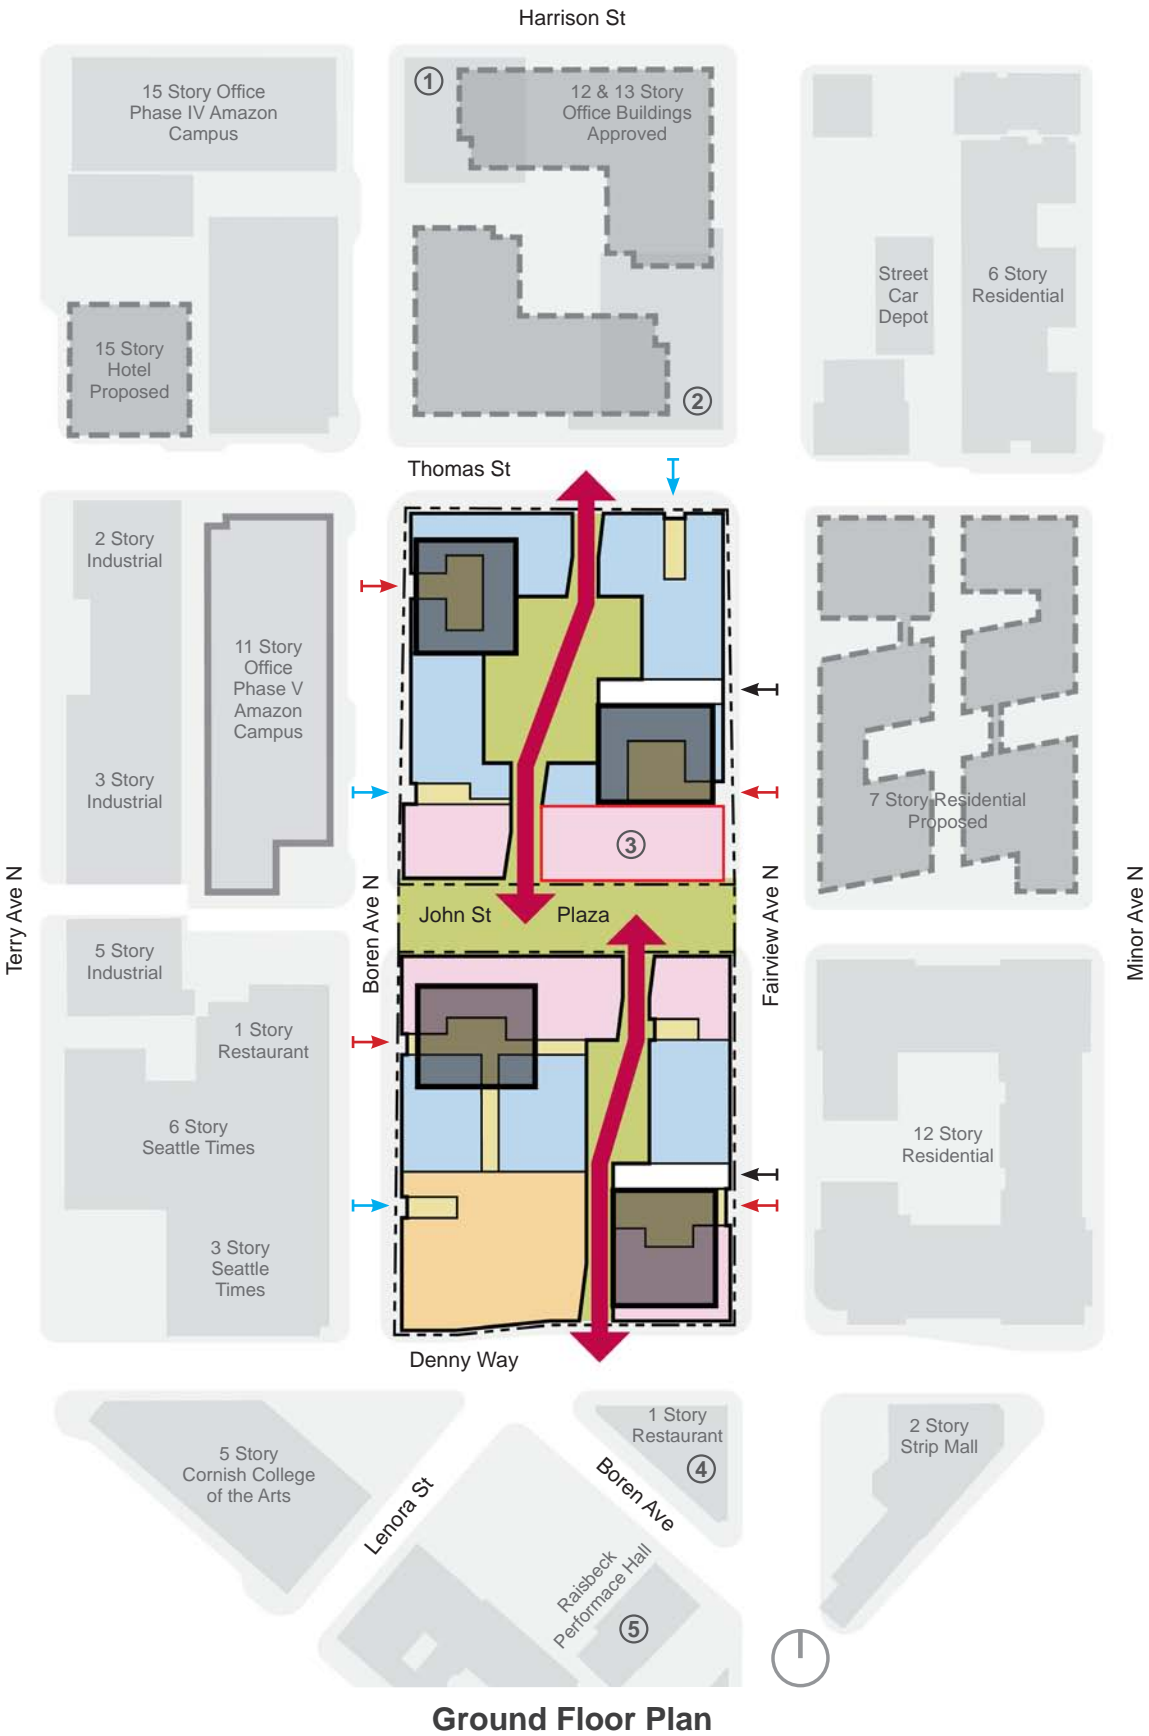 Harrison St
1
15 Story Office
Phase IV Amazon
Campus
12 & 13 Story
Office Buildings
Approved
Street
Car
Depot
6 Story
Residential
15 Story
Hotel
Proposed
2
Thomas St
2 Story
Industrial
11 Story
Office
Phase V
Amazon
Campus
3 Story
Industrial
7 Story Residential
Proposed
3
Terry Ave N
Boren Ave N
John St
Plaza
Fairview Ave N
Minor Ave N
5 Story
Industrial
1 Story
Restaurant
6 Story
Seattle Times
12 Story
Residential
3 Story
Seattle
Times
Denny Way
1 Story
Restaurant
4
2 Story
Strip Mall
5 Story
Cornish College
of the Arts
Lenora St
Boren Ave
Raisbeck
Performace Hall
5
Ground Floor Plan